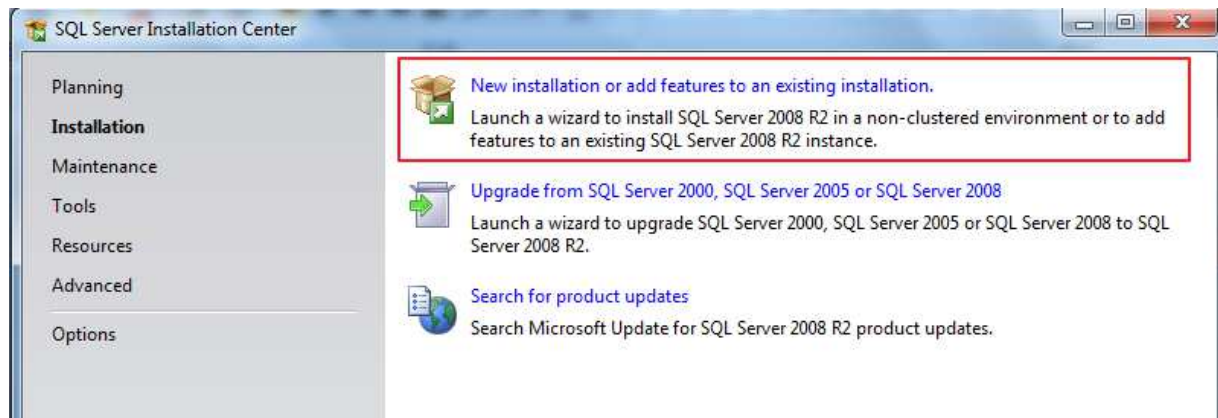 SQL Server Installation Center
Planning
Installation
Maintenance
Tools
Resources
Advanced
Options
New installation or add features to an existing installation.
Launch a wizard to install SQL Server 2008 R2 in a non-clustered environment or to add
features to an existing SQL Server 2008 R2 instance.
Upgrade from SQL Server 2000, SQL Server 2005 or SQL Server 2008
Launch a wizard to upgrade SQL Server 2000, SQL Server 2005 or SQL Server 2008 to SQL
Server 2008 R2.
Search for product updates
Search Microsoft Update for SQL Server 2008 R2 product updates.